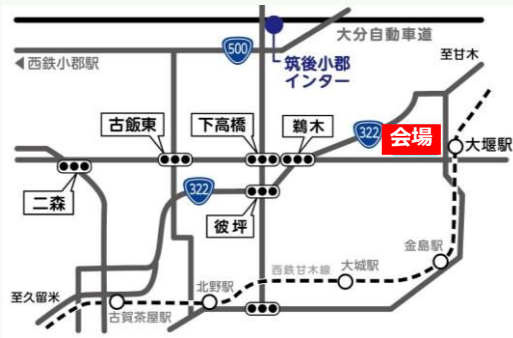 大分自動車道
500
◀西鉄小郡駅
筑後小郡
インター
至甘木
古飯東
下高橋
鵜木
322
会場
大堰駅
二森
322
彼坪
金島駅
西鉄甘木線
大城駅
北野駅
至久留米
古賀茶屋駅